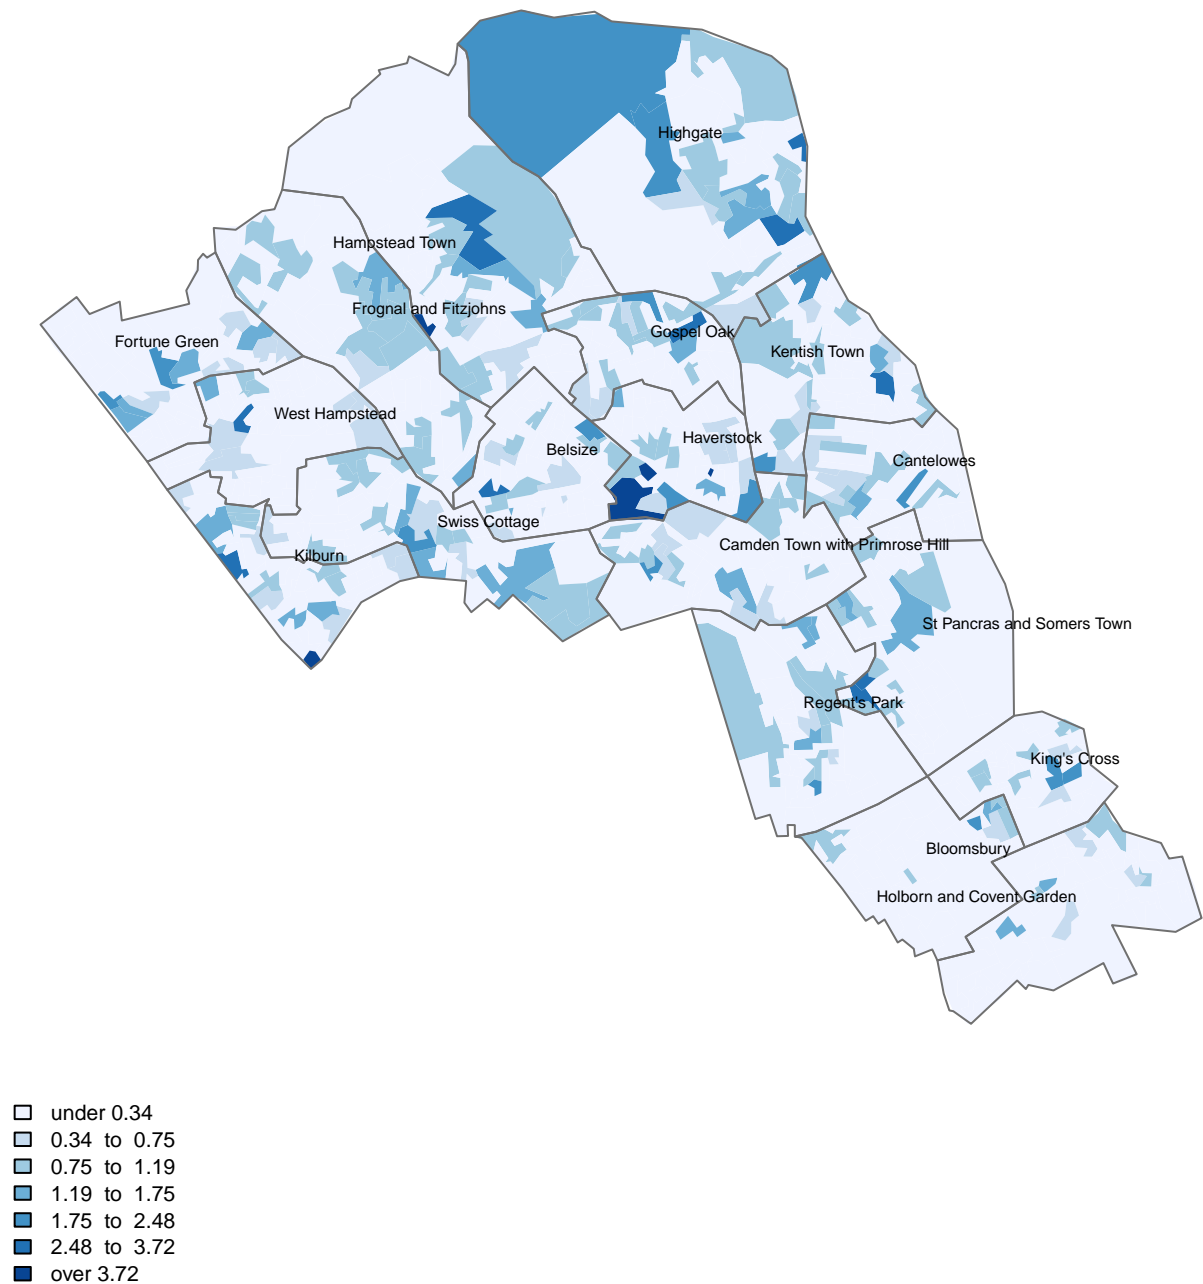 Highgate
Hampstead Town
Frognal and Fitzjohns
Gospel Oak
Fortune Green
Kentish Town
West Hampstead
Haverstock
Belsize
Cantelowes
Swiss Cottage
Camden Town with Primrose Hill
Kilburn
St Pancras and Somers Town
Regent's Park
King's Cross
Bloomsbury
Holborn and Covent Garden
under 0.34
0.34 to 0.75
0.75 to 1.19
1.19 to 1.75
1.75 to 2.48
2.48 to 3.72
over 3.72